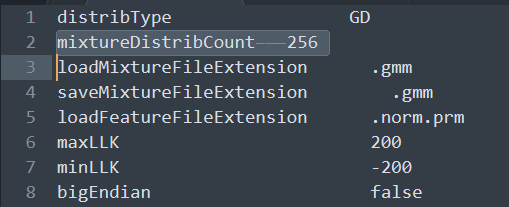 1 distribType GD
2 mixtureDistribCount———256
3 loadMixtureFileExtension .gmm
4 saveMixtureFileExtension .gmm
5 loadFeatureFileExtension .norm.prm
6 maxLLK 200
7 minLLK -200
8 bigEndian false